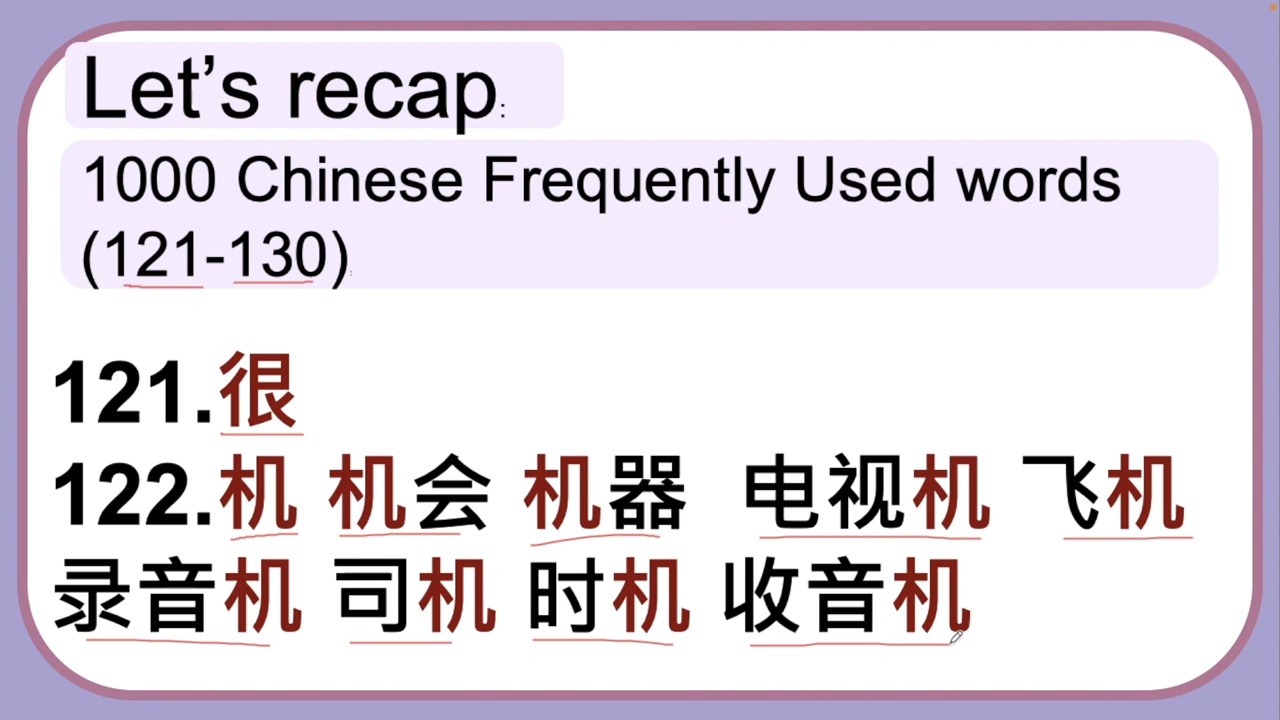 Let’s recap:
1000 Chinese Frequently Used words
(121-130):
121.很
122.机 机会 机器 电视机 飞机
录音机 司机 时机 收音机